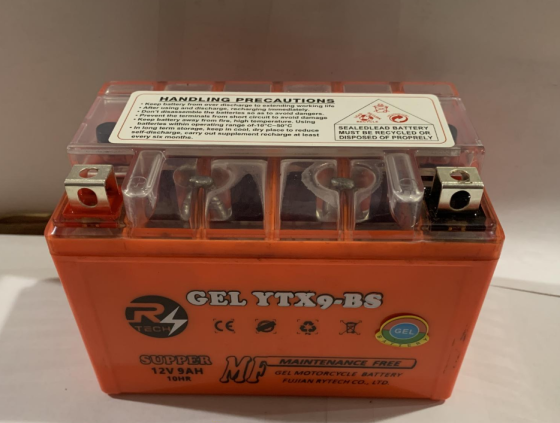 HANDLING PRECAUTIONS
• Keep battery from over discharge to extending working life
• After using and discharge, recharging immediately.
• Don't disassemble the batteries so as to avoid dangers.
• Prevent the terminals from short circuit to avoid damage
• Keep battery away from fire, high temperature. Using
batteries within operating range of-15°C~50°C
• In long term storage, keep in cool, dry place to reduce
self-discharge, carry out supplement recharge at least
every six months.
SEALEDLEAD BATTERY
MUST BE RECYCLED OR
DISPOSED OF PROPRELY
GEL YTX9-BS
R
TECH
CE
GEL
SUPPER
12V 9AH
10HR
MF
MAINTENANCE FREE
GEL MOTORCYCLE BATTERY
FUJIAN RYTECH CO., LTD.